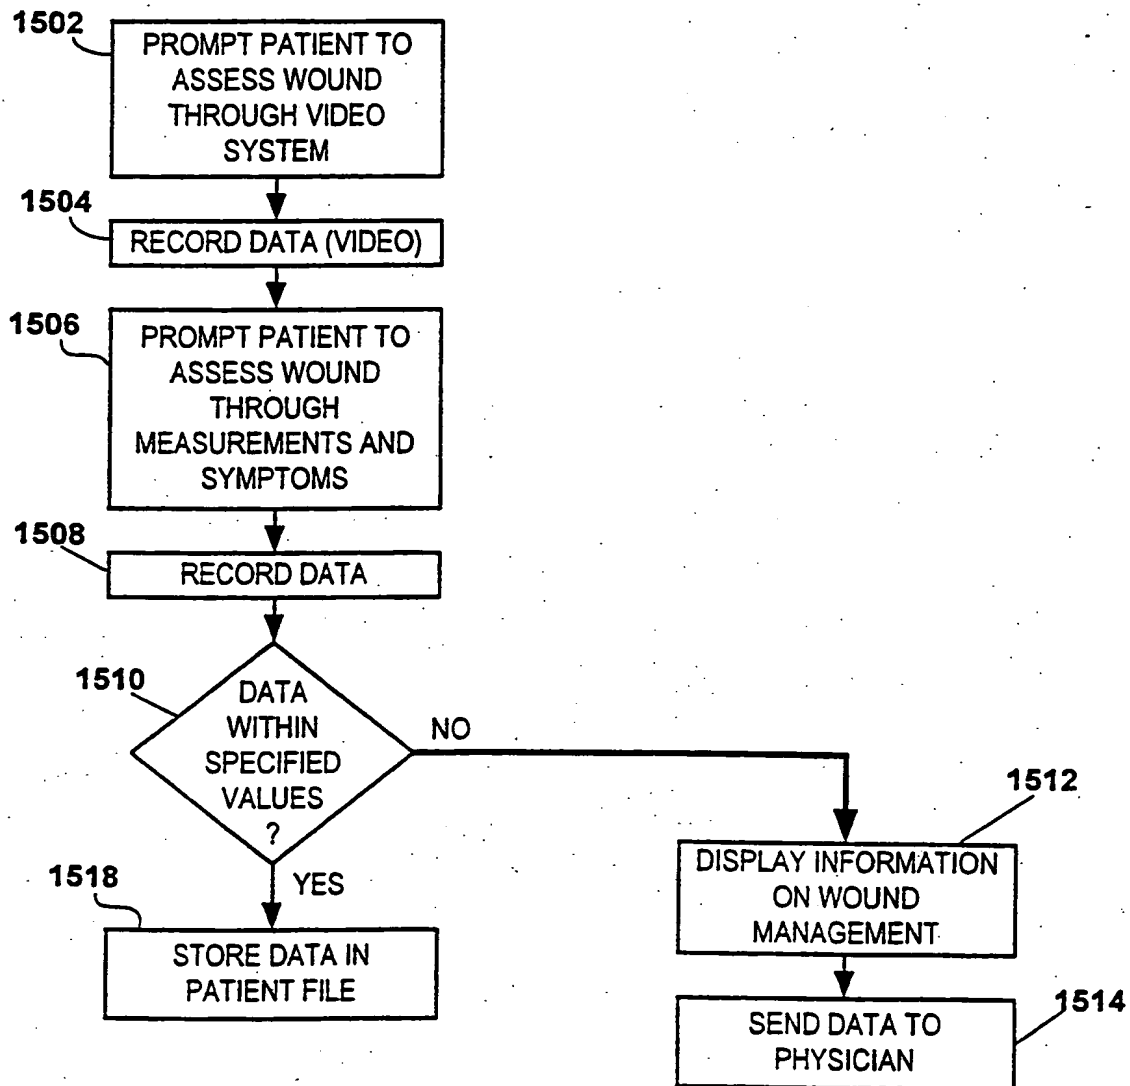 1502
PROMPT PATIENT TO
ASSESS WOUND
THROUGH VIDEO
SYSTEM
1504
RECORD DATA (VIDEO)
1506
PROMPT PATIENT TO
ASSESS WOUND
THROUGH
MEASUREMENTS AND
SYMPTOMS
1508
RECORD DATA
1510
DATA
WITHIN
SPECIFIED
VALUES
?
NO
YES
1512
DISPLAY INFORMATION
ON WOUND
MANAGEMENT
1518
STORE DATA IN
PATIENT FILE
1514
SEND DATA TO
PHYSICIAN